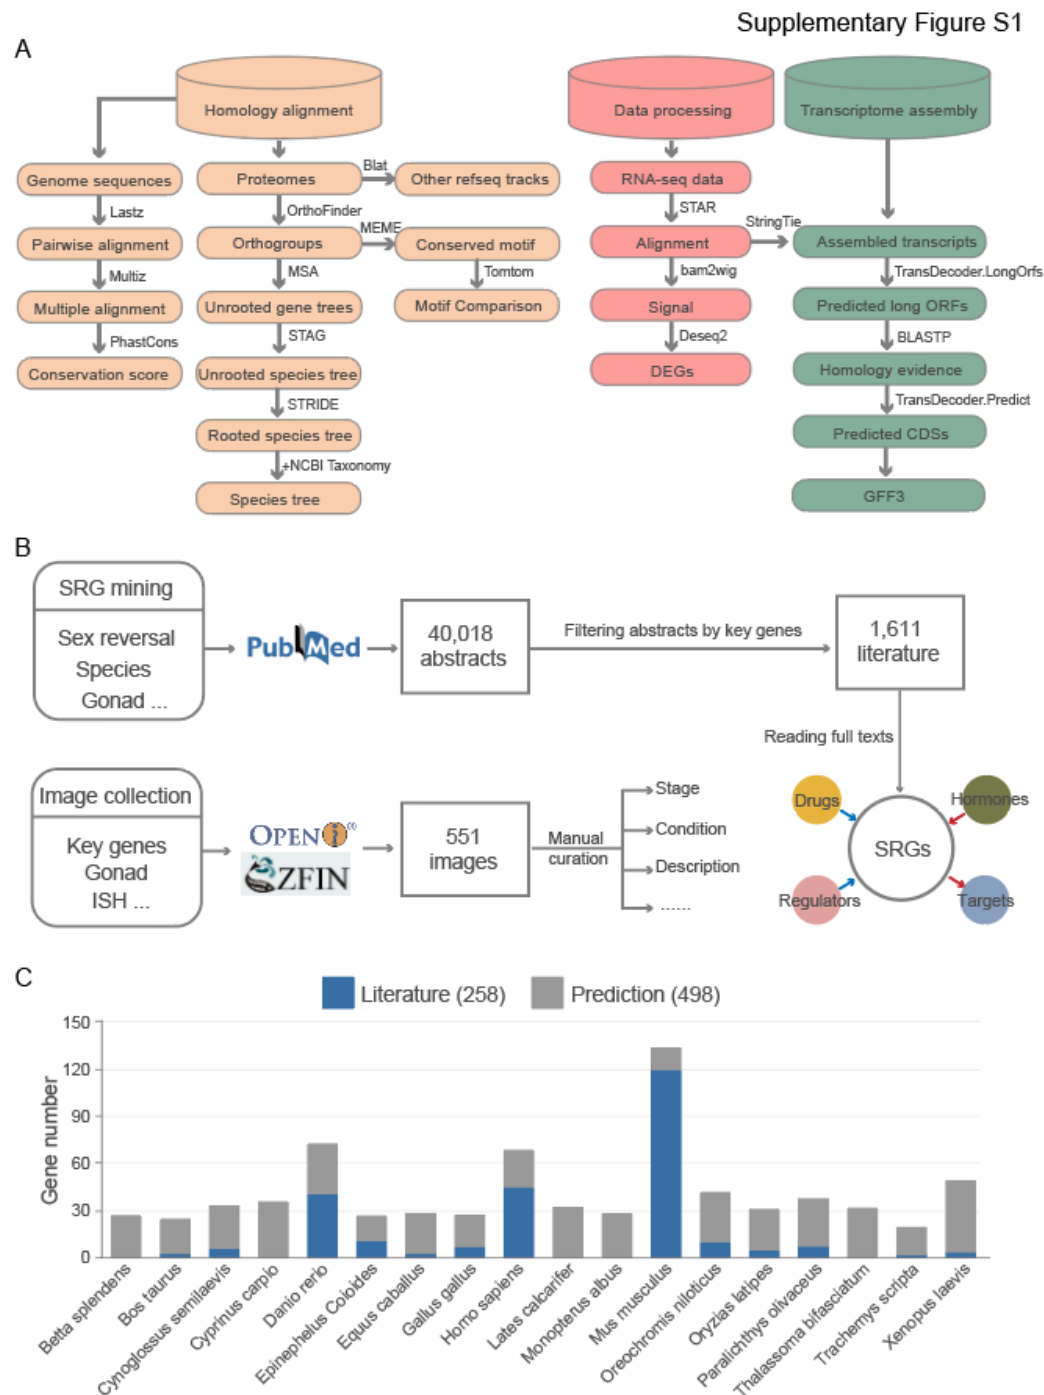 Supplementary Figure S1
A
Homology alignment
Data processing
Transcriptome assembly
Genome sequences
Proteomes
Blat
Other refseq tracks
RNA-seq data
Lastz
OrthoFinder
STAR
Pairwise alignment
Orthogroups
MEME
Conserved motif
Alignment
StringTie
Assembled transcripts
Multiz
MSA
Tomtom
bam2wig
TransDecoder.LongOrfs
Multiple alignment
Unrooted gene trees
Motif Comparison
Signal
Predicted long ORFs
PhastCons
STAG
Deseq2
BLASTP
Conservation score
Unrooted species tree
DEGs
Homology evidence
STRIDE
TransDecoder.Predict
Rooted species tree
Predicted CDSs
+NCBI Taxonomy
Species tree
GFF3
B
SRG mining
Sex reversal
Species
Gonad ...
PubMed
40,018
abstracts
Filtering abstracts by key genes
1,611
literature
Reading full texts
Image collection
Key genes
Gonad
ISH ...
OPEN i (R)
ZFIN
551
images
Manual
curation
Stage
Condition
Description
......
Drugs
Hormones
SRGs
Regulators
Targets
C
Literature (258)
Prediction (498)
Gene number
150
120
90
60
30
0
Betta splendens
Bos taurus
Cynoglossus semilaevis
Cyprinus carpio
Danio rerio
Epinephelus Coioides
Equus caballus
Gallus gallus
Homo sapiens
Lates calcarifer
Monopterus albus
Mus musculus
Oreochromis niloticus
Oryzias latipes
Paralichthys olivaceus
Thalassoma bifasciatum
Trachemys scripta
Xenopus laevis